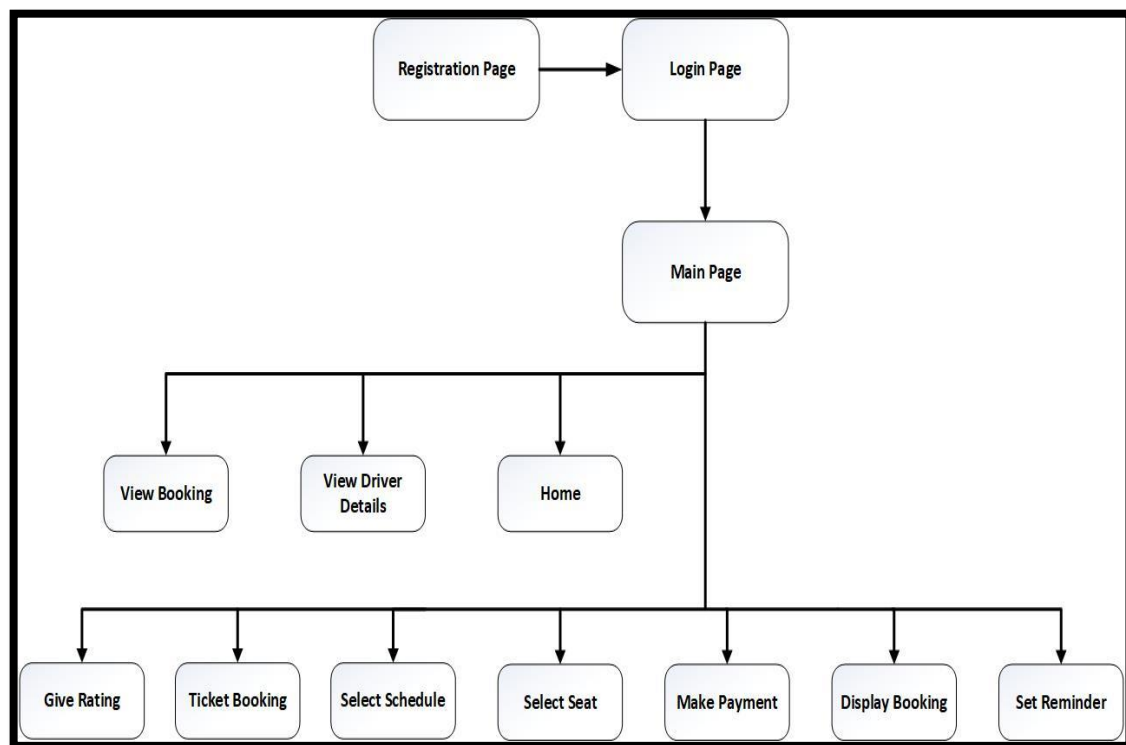 Registration Page
Login Page
Main Page
View Booking
View Driver
Details
Home
Give Rating
Ticket Booking
Select Schedule
Select Seat
Make Payment
Display Booking
Set Reminder